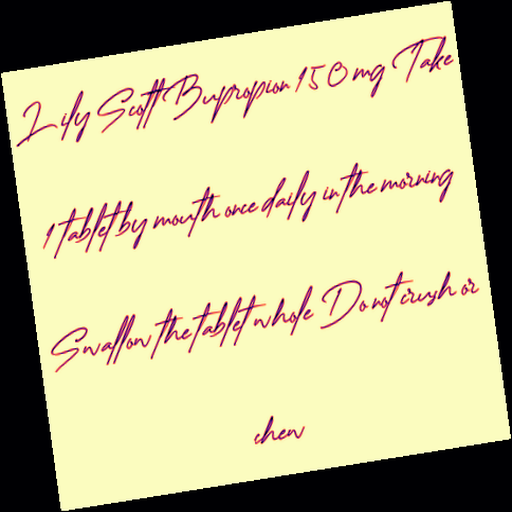 Lily Scott Bupropion 150 mg Take
1 tablet by mouth once daily in the morning
Swallow the tablet whole Do not crush or
chew